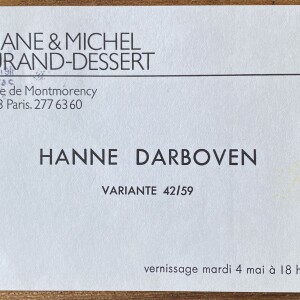 IANE & MICHEL
URAND-DESSERT
e de Montmorency
3 Paris. 277 63 60
HANNE DARBOVEN
VARIANTE 42/59
vernissage mardi 4 mai à 18 H